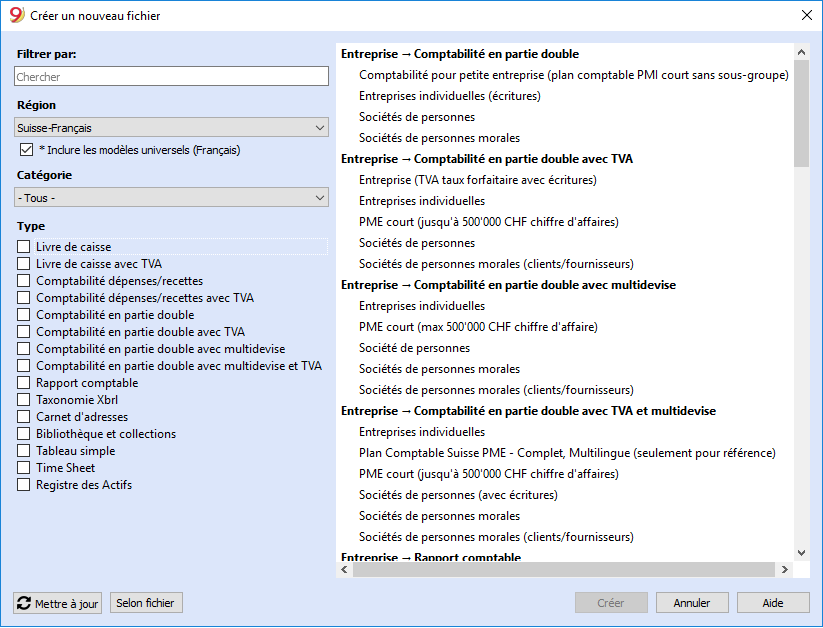 9 Créer un nouveau fichier
Filtrer par:
Chercher
Région
Suisse-Français
* Inclure les modèles universels (Français)
Catégorie
- Tous -
Type
Livre de caisse
Livre de caisse avec TVA
Comptabilité dépenses/recettes
Comptabilité dépenses/recettes avec TVA
Comptabilité en partie double
Comptabilité en partie double avec TVA
Comptabilité en partie double avec multidevise
Comptabilité en partie double avec multidevise et TVA
Rapport comptable
Taxonomie Xbrl
Carnet d'adresses
Bibliothèque et collections
Tableau simple
Time Sheet
Registre des Actifs
Entreprise → Comptabilité en partie double
Comptabilité pour petite entreprise (plan comptable PMI court sans sous-groupe)
Entreprises individuelles (écritures)
Sociétés de personnes
Sociétés de personnes morales
Entreprise → Comptabilité en partie double avec TVA
Entreprise (TVA taux forfaitaire avec écritures)
Entreprises individuelles
PME court (jusqu'à 500'000 CHF chiffre d'affaires)
Sociétés de personnes
Sociétés de personnes morales (clients/fournisseurs)
Entreprise → Comptabilité en partie double avec multidevise
Entreprises individuelles
PME court (max 500'000 CHF chiffre d'affaire)
Société de personnes
Sociétés de personnes morales
Sociétés de personnes morales (clients/fournisseurs)
Entreprise → Comptabilité en partie double avec TVA et multidevise
Entreprises individuelles
Plan Comptable Suisse PME - Complet, Multilingue (seulement pour référence)
PME court (jusqu'à 500'000 CHF chiffre d'affaires)
Sociétés de personnes (avec écritures)
Sociétés de personnes morales
Sociétés de personnes morales (clients/fournisseurs)
Entreprise → Rapport comptable
Mettre à jour
Selon fichier
Créer
Annuler
Aide